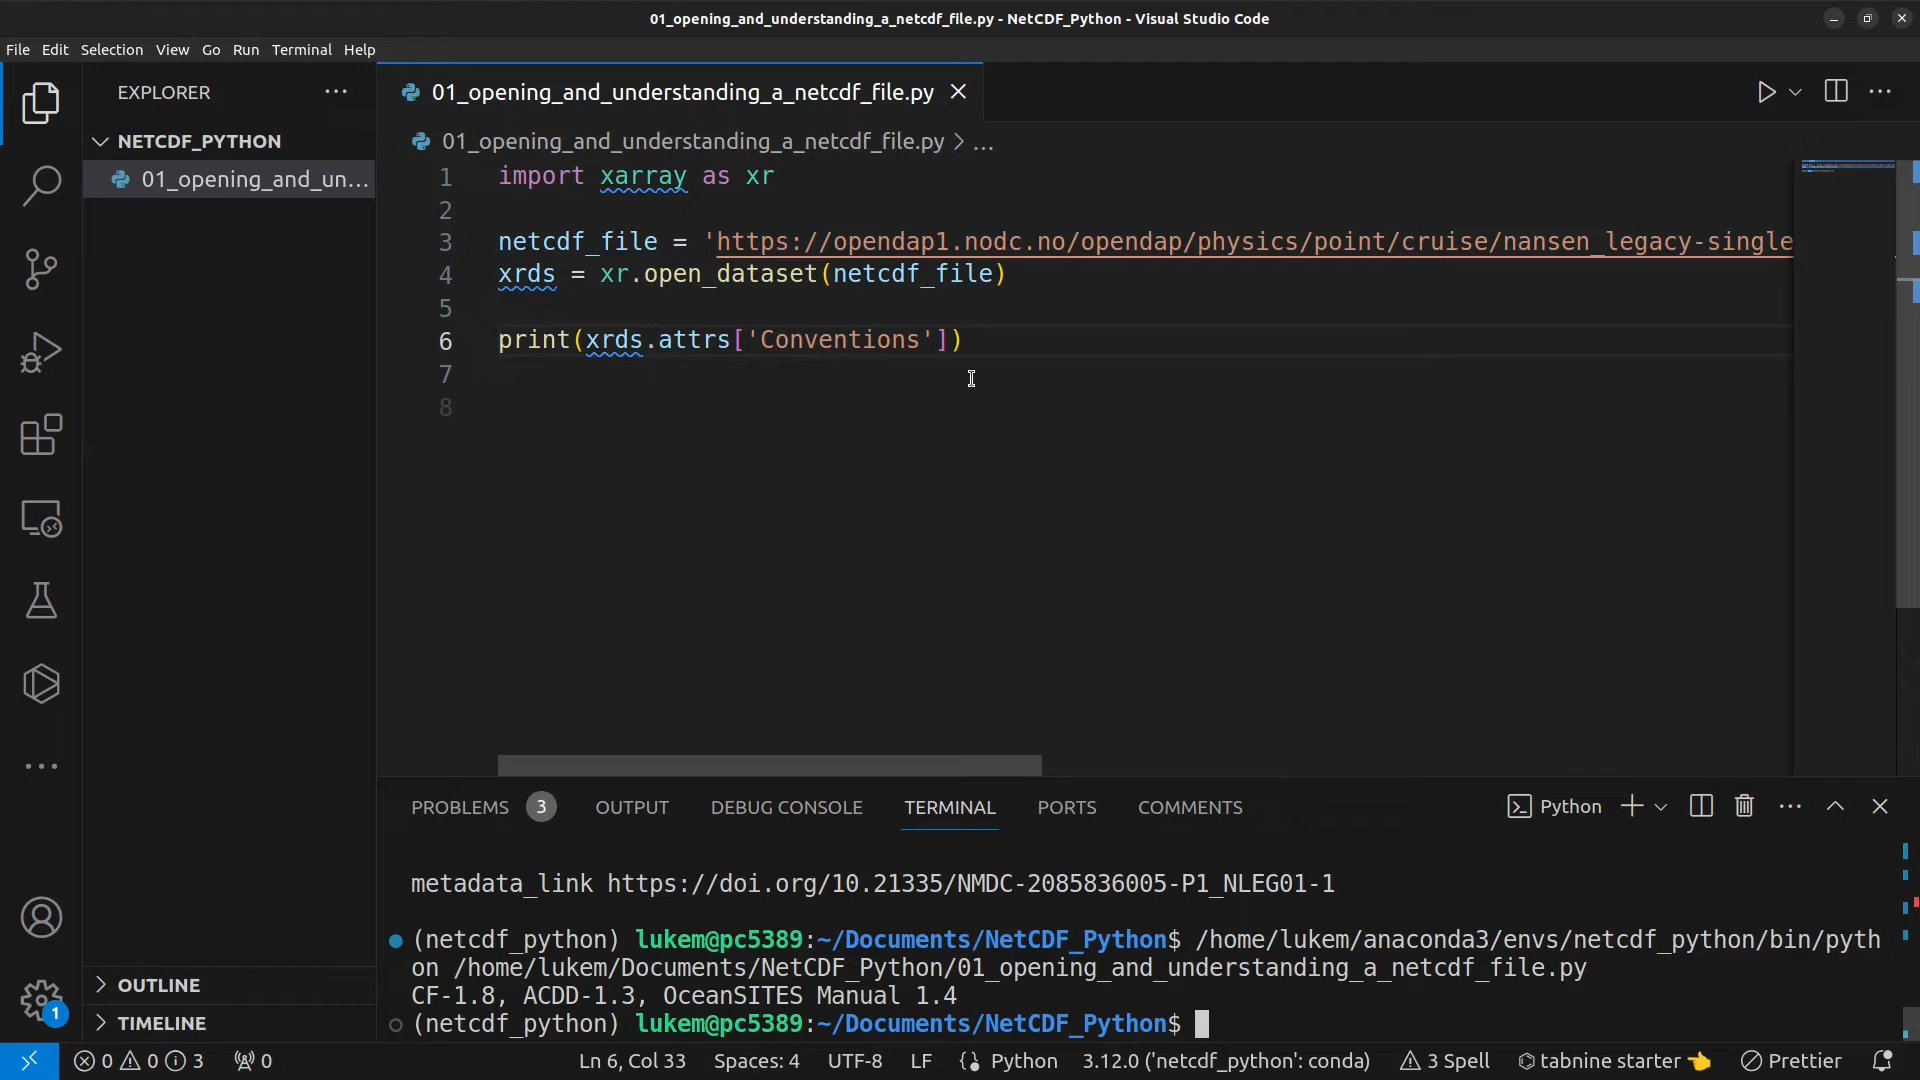 01_opening_and_understanding_a_netcdf_file.py - NetCDF_Python - Visual Studio Code
File Edit Selection View Go Run Terminal Help
EXPLORER
01_opening_and_understanding_a_netcdf_file.py
NETCDF_PYTHON
01_opening_and_un...
01_opening_and_understanding_a_netcdf_file.py > ...
1 import xarray as xr
2
3 netcdf_file = 'https://opendap1.nodc.no/opendap/physics/point/cruise/nansen_legacy-single
4 xrds = xr.open_dataset(netcdf_file)
5
6 print(xrds.attrs['Conventions'])
7
8
PROBLEMS 3 OUTPUT DEBUG CONSOLE TERMINAL PORTS COMMENTS
Python
metadata_link https://doi.org/10.21335/NMDC-2085836005-P1_NLEG01-1
(netcdf_python) lukem@pc5389:~/Documents/NetCDF_Python$ /home/lukem/anaconda3/envs/netcdf_python/bin/pyth
on /home/lukem/Documents/NetCDF_Python/01_opening_and_understanding_a_netcdf_file.py
CF-1.8, ACDD-1.3, OceanSITES Manual 1.4
(netcdf_python) lukem@pc5389:~/Documents/NetCDF_Python$
OUTLINE
TIMELINE
1
0 0 3 0 Ln 6, Col 33 Spaces: 4 UTF-8 LF Python 3.12.0 ('netcdf_python': conda) 3 Spell tabnine starter 👈 Prettier